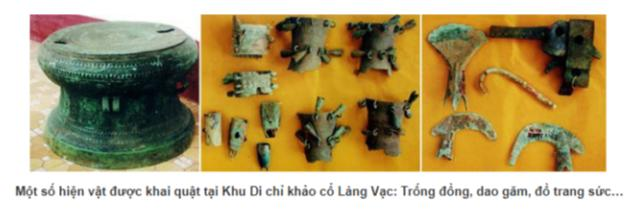 Một số hiện vật được khai quật tại Khu Di chỉ khảo cổ Làng Vạc: Trống đồng, dao găm, đồ trang sức…